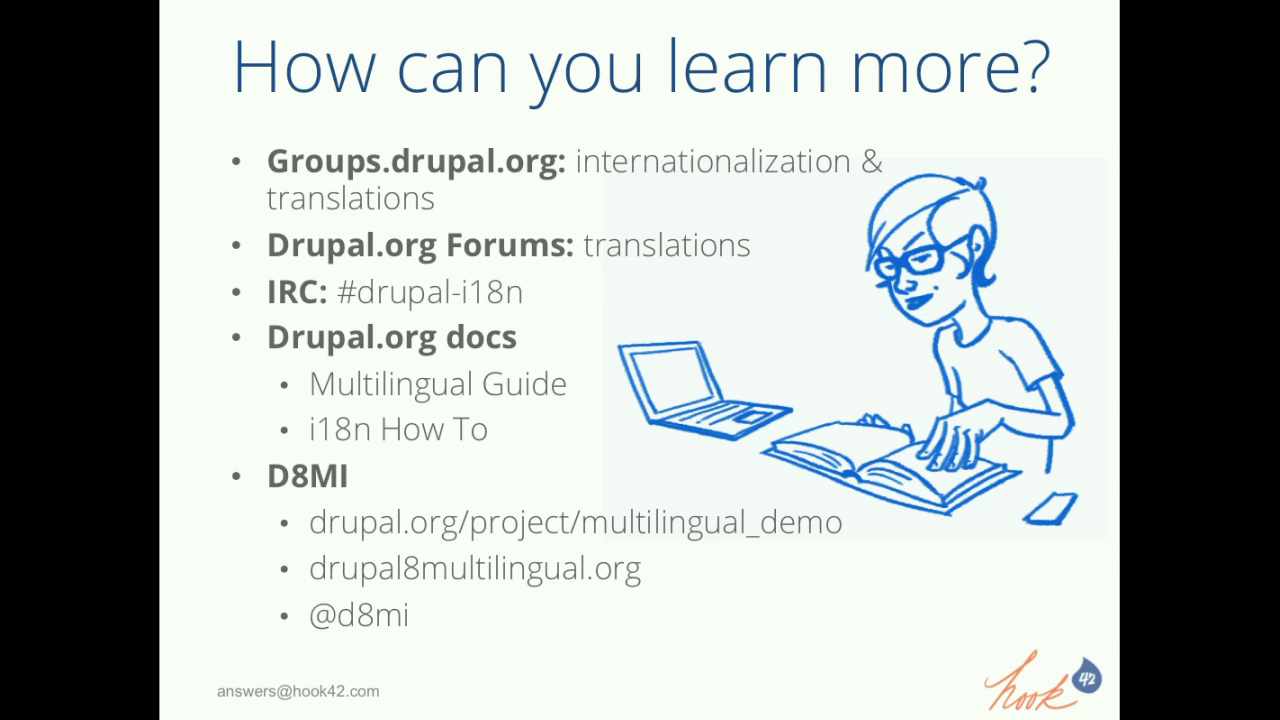 How can you learn more?
• Groups.drupal.org: internationalization &
translations
• Drupal.org Forums: translations
• IRC: #drupal-i18n
• Drupal.org docs
• Multilingual Guide
• i18n How To
• D8MI
• drupal.org/project/multilingual_demo
• drupal8multilingual.org
• @d8mi
answers@hook42.com
hook 42